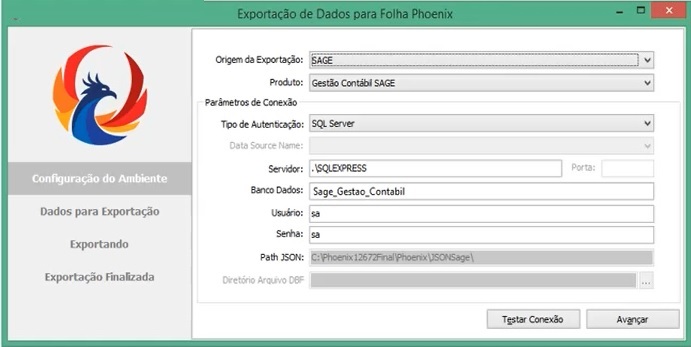 Exportação de Dados para Folha Phoenix
Origem da Exportação: SAGE
Produto: Gestão Contábil SAGE
Parâmetros de Conexão
Tipo de Autenticação: SQL Server
Data Source Name:
Configuração do Ambiente
Servidor: .\SQLEXPRESS Porta:
Banco Dados: Sage_Gestao_Contabil
Dados para Exportação
Usuário: sa
Senha: sa
Exportando
Path JSON: C:\Phoenix12672Final\Phoenix\JSONSage\
Exportação Finalizada
Diretório Arquivo DBF ...
Testar Conexão Avançar